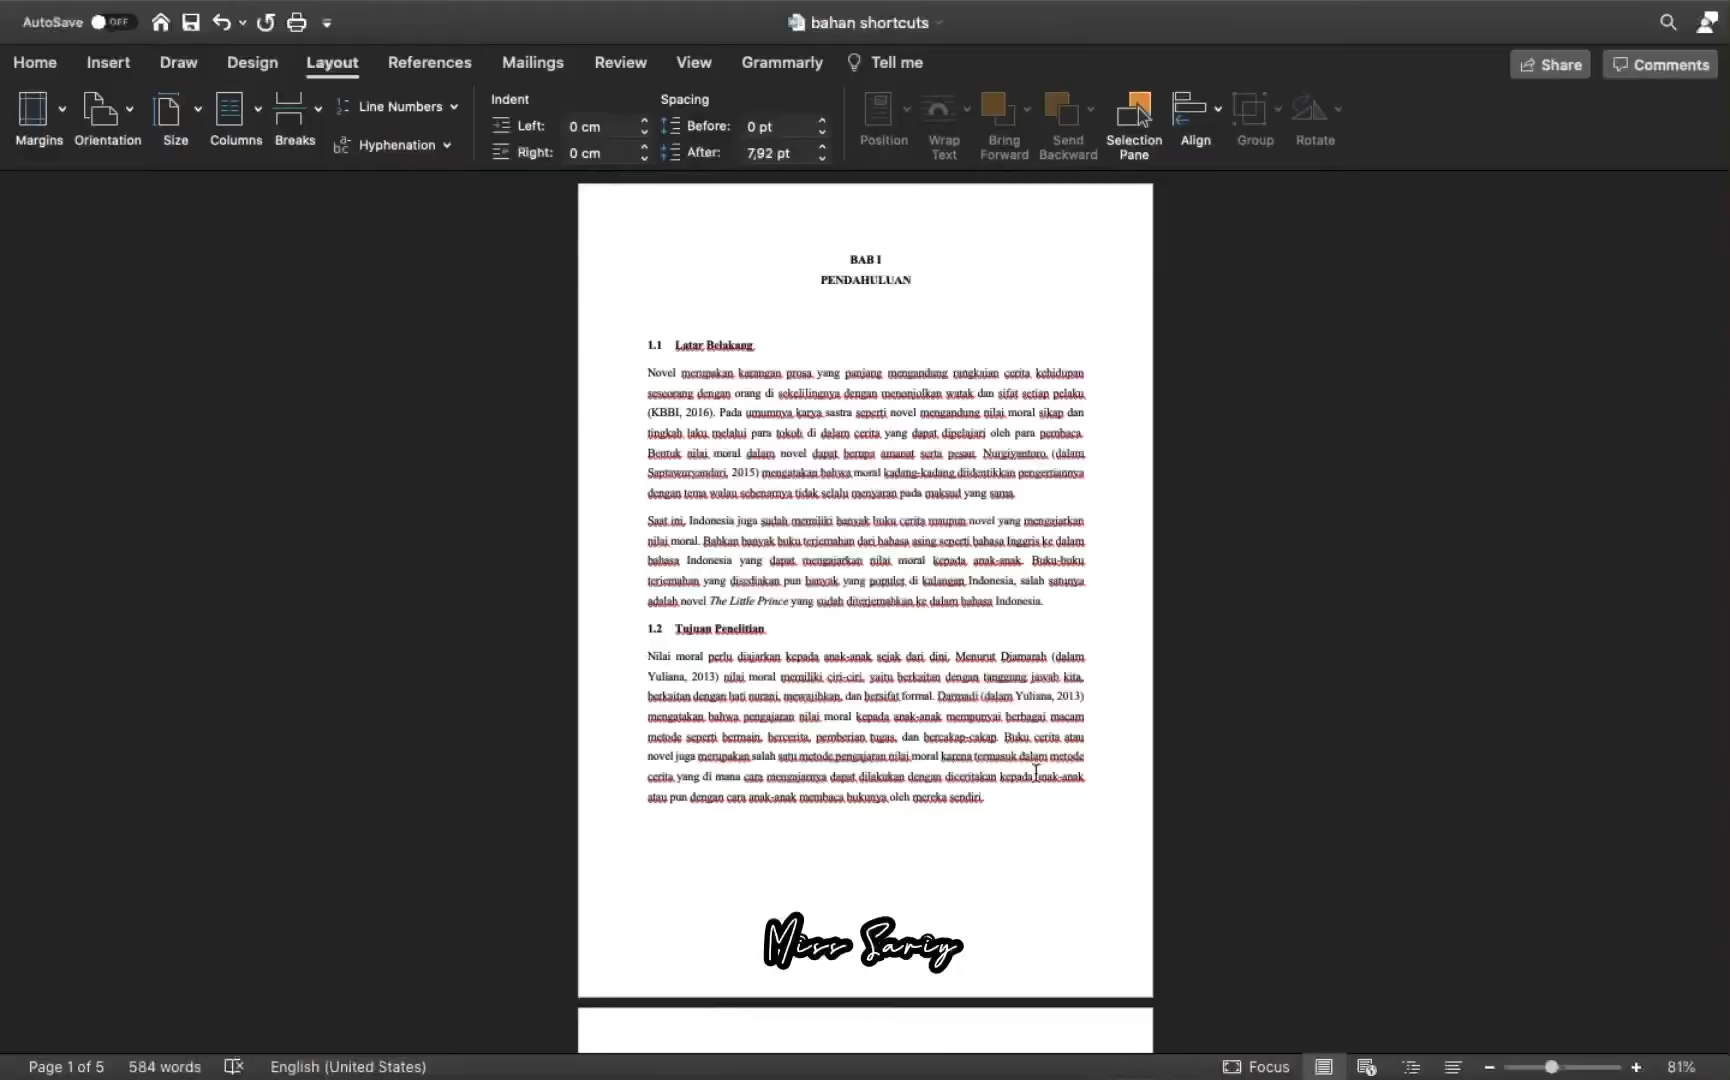 AutoSave OFF
bahan shortcuts
Home Insert Draw Design Layout References Mailings Review View Grammarly Tell me
Share Comments
Margins Orientation Size Columns Breaks
Line Numbers
Hyphenation
Indent
Left: 0 cm
Right: 0 cm
Spacing
Before: 0 pt
After: 7,92 pt
Position Wrap Text Bring Forward Send Backward Selection Pane Align Group Rotate
BAB I
PENDAHULUAN
1.1 Latar Belakang
Novel merupakan karangan prosa yang panjang mengandung rangkaian cerita kehidupan
seseorang dengan orang di sekelilingnya dengan menonjolkan watak dan sifat setiap pelaku
(KBBI, 2016). Pada umumnya karya sastra seperti novel mengandung nilai moral sikap dan
tingkah laku melalui para tokoh di dalam cerita yang dapat dipelajari oleh para pembaca.
Bentuk nilai moral dalam novel dapat berupa amanat serta pesan. Nurgiyantoro (dalam
Saptawuryandari, 2015) mengatakan bahwa moral kadang-kadang diidentikkan pengertiannya
dengan tema walau sebenarnya tidak selalu menyaran pada maksud yang sama.
Saat ini, Indonesia juga sudah memiliki banyak buku cerita maupun novel yang mengajarkan
nilai moral. Bahkan banyak buku terjemahan dari bahasa asing seperti bahasa Inggris ke dalam
bahasa Indonesia yang dapat mengajarkan nilai moral kepada anak-anak. Buku-buku
terjemahan yang disediakan pun banyak yang populer di kalangan Indonesia, salah satunya
adalah novel The Little Prince yang sudah diterjemahkan ke dalam bahasa Indonesia.
1.2 Tujuan Penelitian
Nilai moral perlu diajarkan kepada anak-anak sejak dari dini. Menurut Djamarah (dalam
Yuliana, 2013) nilai moral memiliki ciri-ciri, yaitu berkaitan dengan tanggung jawab kita,
berkaitan dengan hati nurani, mewajibkan, dan bersifat formal. Darmadi (dalam Yuliana, 2013)
mengatakan bahwa pengajaran nilai moral kepada anak-anak mempunyai berbagai macam
metode seperti bermain, bercerita, pemberian tugas, dan bercakap-cakap. Buku cerita atau
novel juga merupakan salah satu metode pengajaran nilai moral karena termasuk dalam metode
cerita yang di mana cara mengajarnya dapat dilakukan dengan diceritakan kepada anak-anak
atau pun dengan cara anak-anak membaca bukunya oleh mereka sendiri.
Miss Sariy
Page 1 of 5 584 words English (United States) Focus 81%